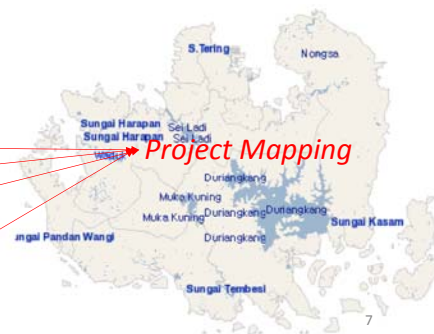 S.Tering
Nongsa
Sungai Harapan
Sei Ladi
Sungai Harapan
Sei Ladi
Waduk
Project Mapping
Duriangkang
Muka Kuning
Muka Kuning
Duriangkang
Duriangkang
Sungai Kasam
ungai Pandan Wangi
Duriangkang
Sungai Tembesi
7